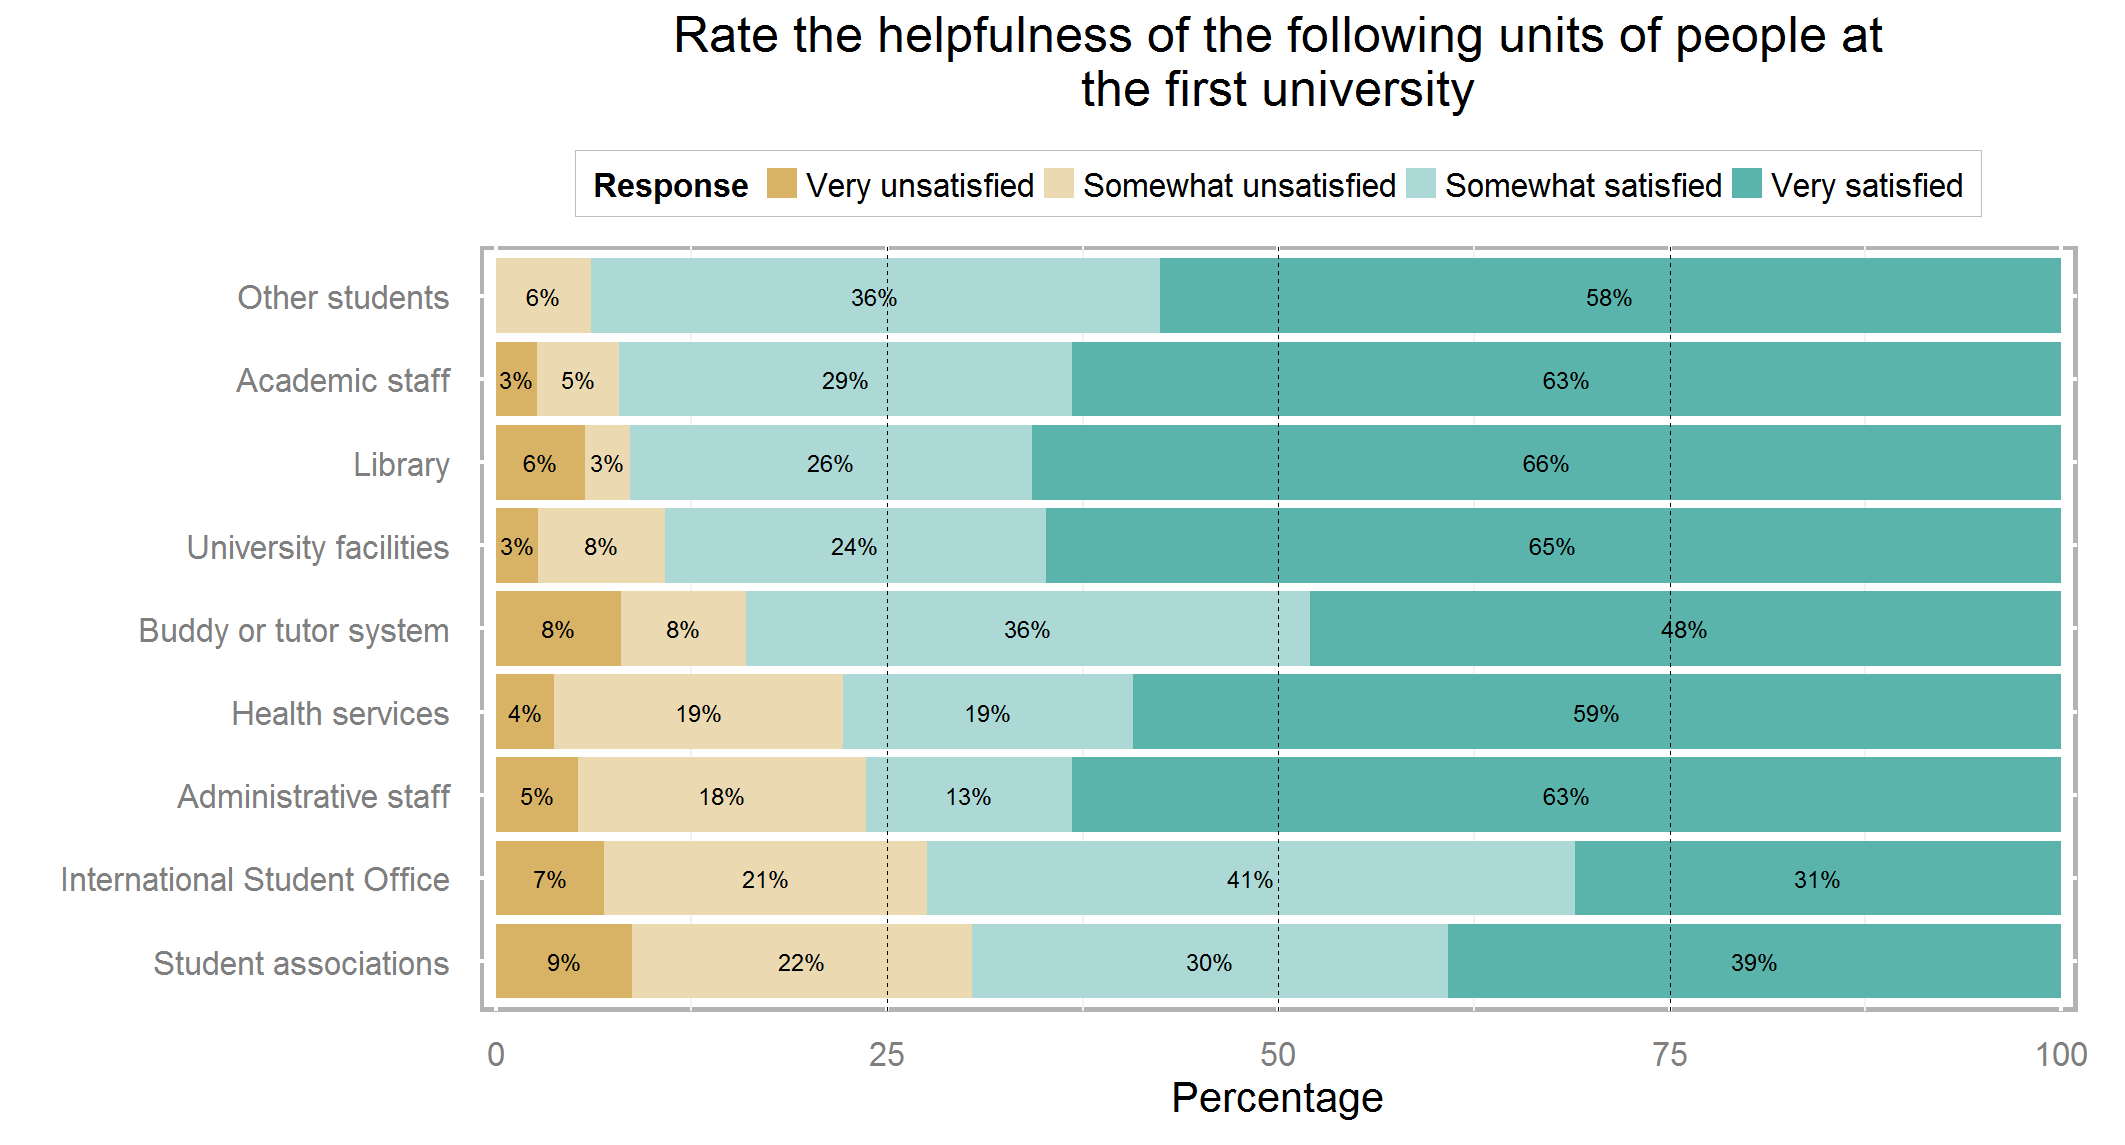 Rate the helpfulness of the following units of people at
the first university
Response Very unsatisfied Somewhat unsatisfied Somewhat satisfied Very satisfied
Other students 6% 36% 58%
Academic staff 3% 5% 29% 63%
Library 6% 3% 26% 66%
University facilities 3% 8% 24% 65%
Buddy or tutor system 8% 8% 36% 48%
Health services 4% 19% 19% 59%
Administrative staff 5% 18% 13% 63%
International Student Office 7% 21% 41% 31%
Student associations 9% 22% 30% 39%
0 25 50 75 100
Percentage